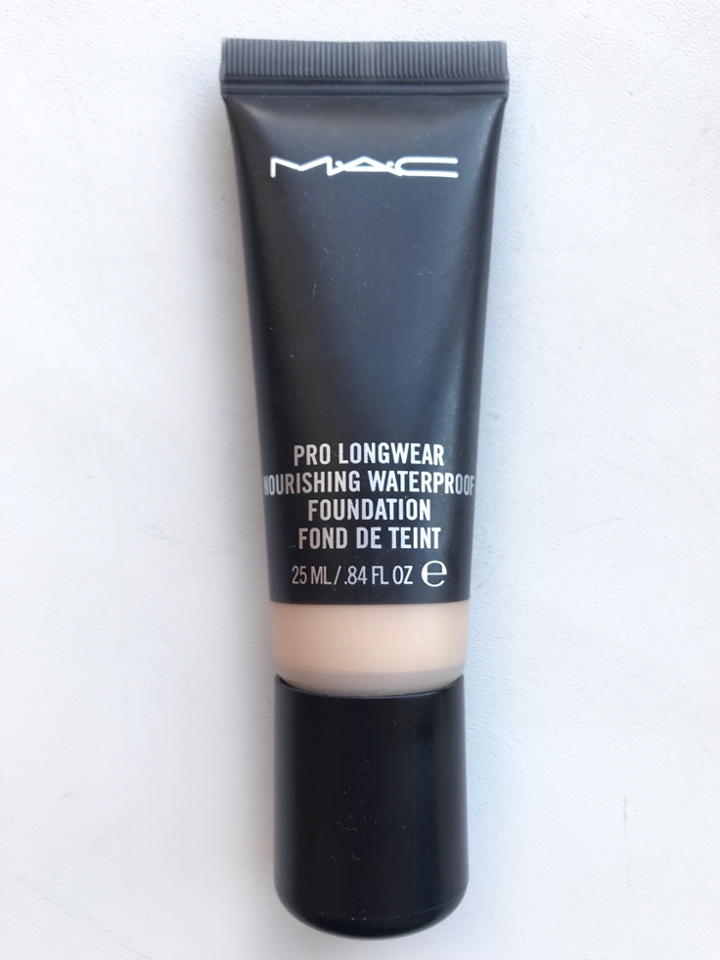 M·A·C
PRO LONGWEAR
NOURISHING WATERPROOF
FOUNDATION
FOND DE TEINT
25 ML/.84 FL OZ ℮